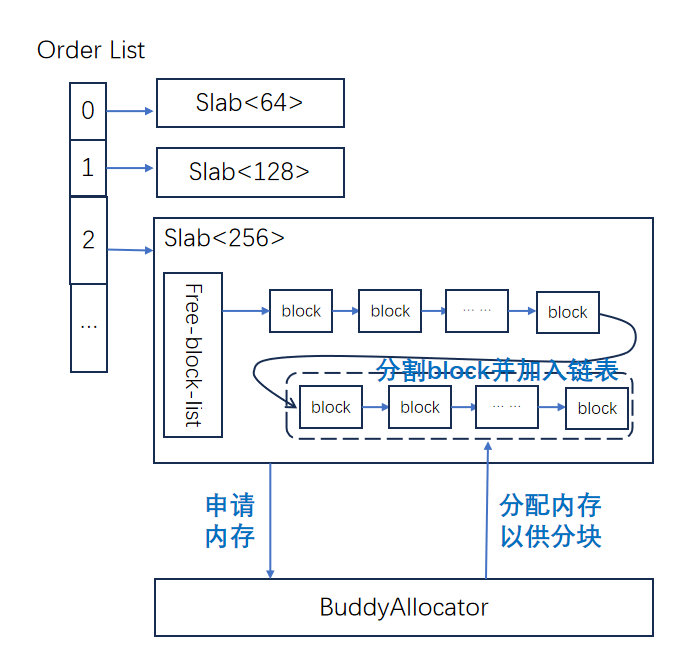 Order List
0
Slab<64>
1
Slab<128>
2
Slab<256>
...
Free-block-list
block
block
... ...
block
分割block并加入链表
block
block
... ...
block
申请
内存
分配内存
以供分块
BuddyAllocator